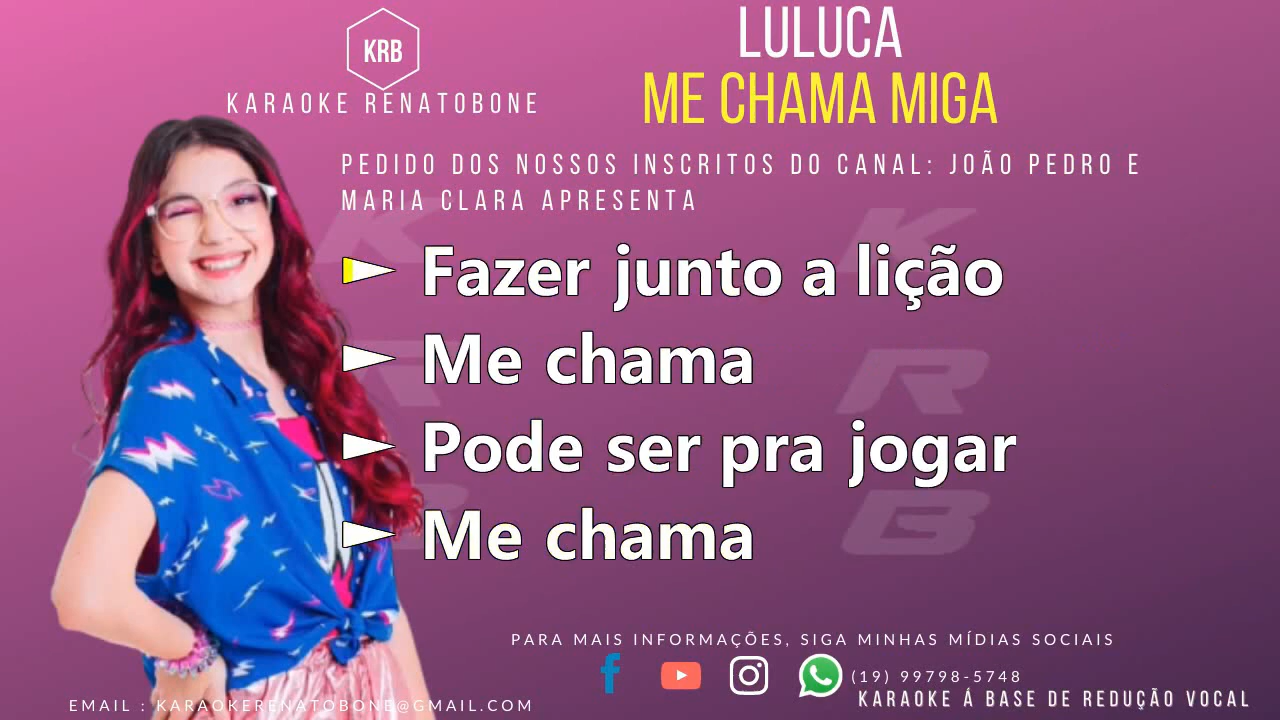 KRB
KARAOKE RENATOBONE
LULUCA
ME CHAMA MIGA
PEDIDO DOS NOSSOS INSCRITOS DO CANAL: JOÃO PEDRO E
MARIA CLARA APRESENTA
Fazer junto a lição
Me chama
Pode ser pra jogar
Me chama
K
R
B
K
R
B
PARA MAIS INFORMAÇÕES, SIGA MINHAS MÍDIAS SOCIAIS
(19) 99798-5748
KARAOKE Á BASE DE REDUÇÃO VOCAL
EMAIL : KARAOKERENATOBONE@GMAIL.COM